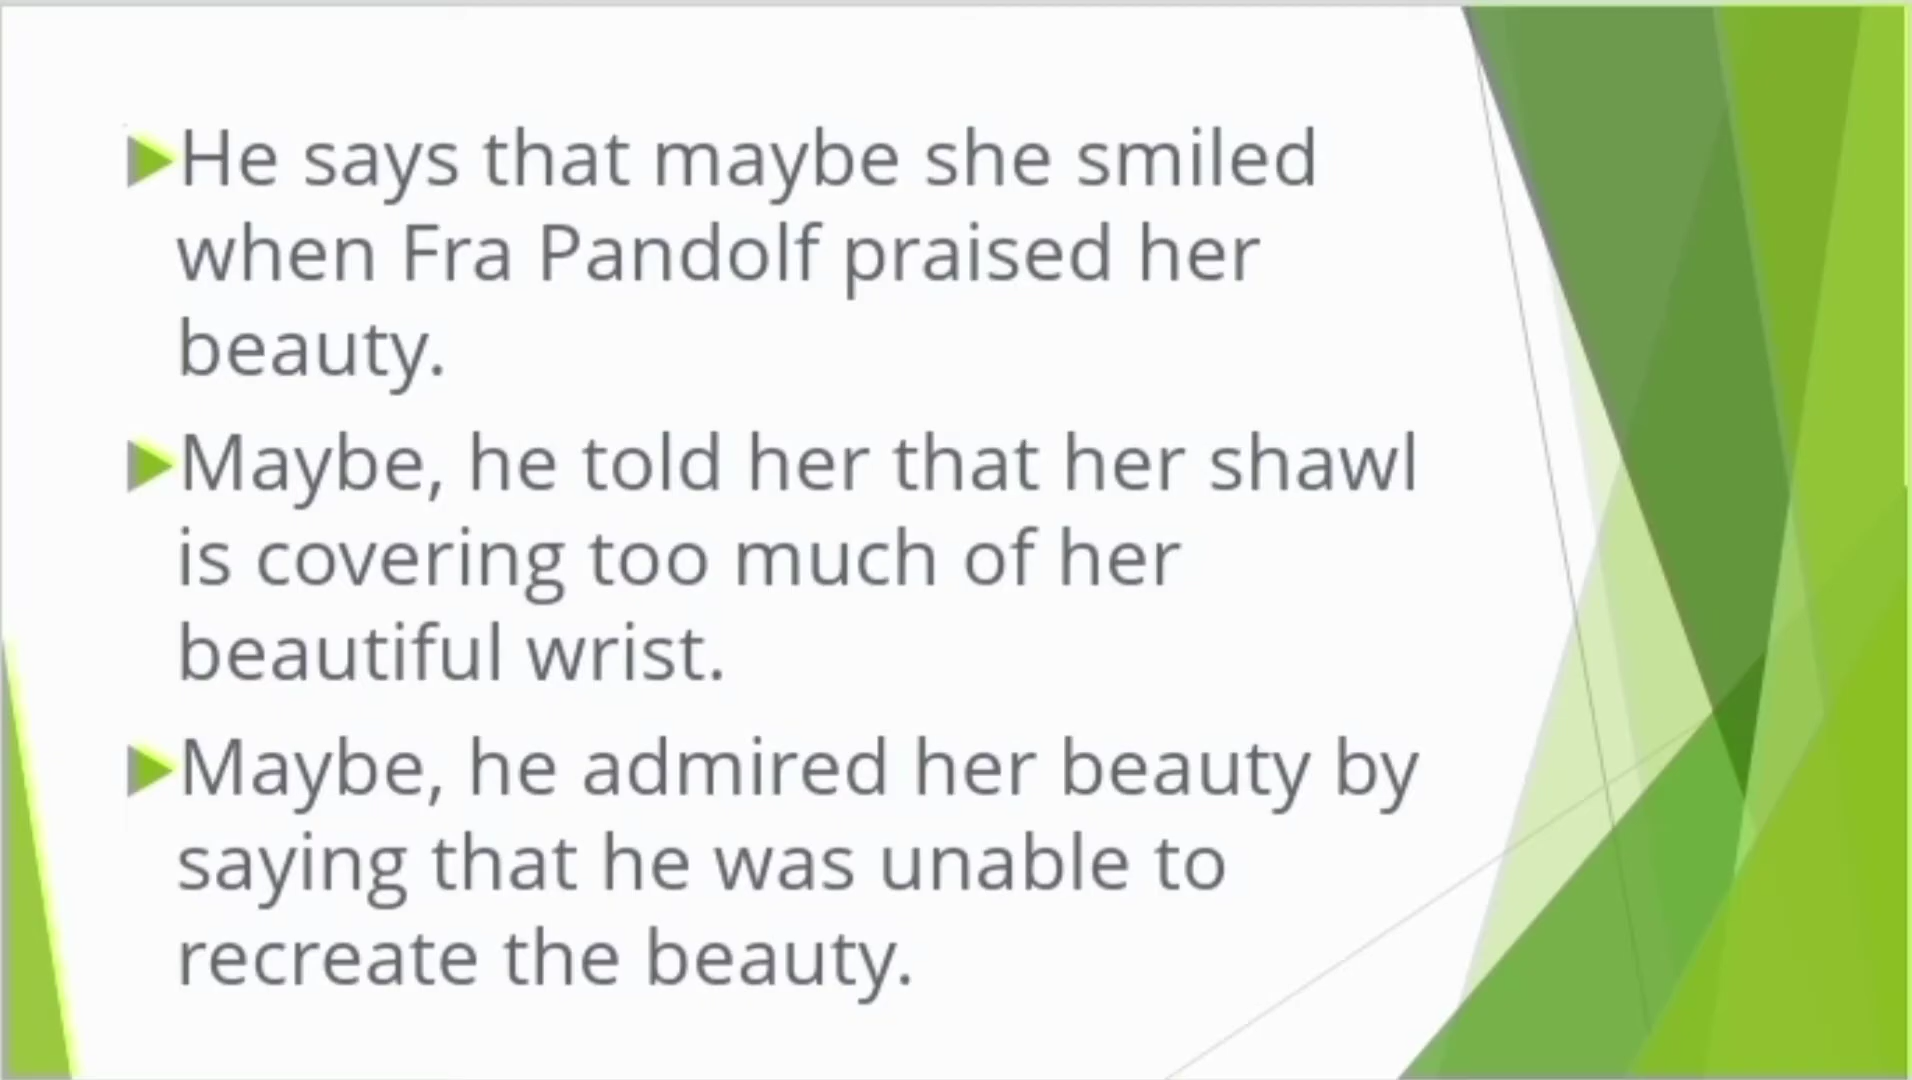 He says that maybe she smiled
when Fra Pandolf praised her
beauty.
Maybe, he told her that her shawl
is covering too much of her
beautiful wrist.
Maybe, he admired her beauty by
saying that he was unable to
recreate the beauty.